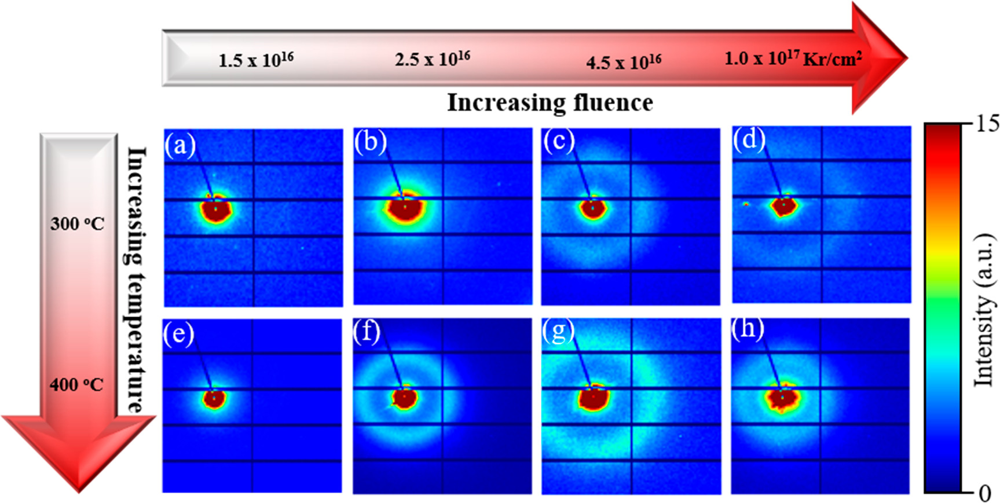 1.5 x 10¹⁶ 2.5 x 10¹⁶ 4.5 x 10¹⁶ 1.0 x 10¹⁷ Kr/cm²
Increasing fluence
Increasing temperature
300 °C
400 °C
(a) (b) (c) (d)
(e) (f) (g) (h)
15
Intensity (a.u.)
0